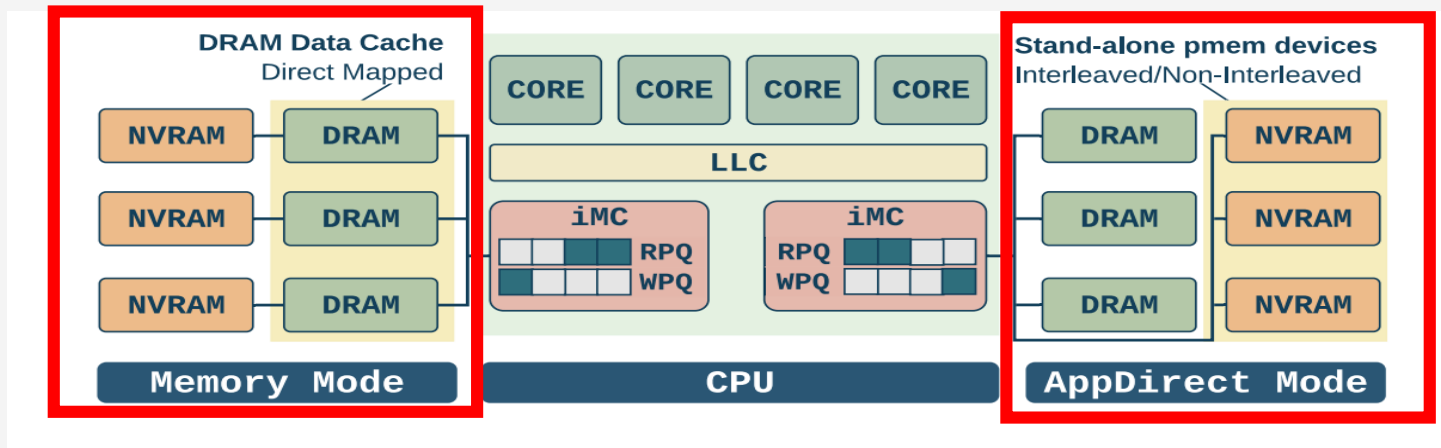 DRAM Data Cache
Direct Mapped
NVRAM
DRAM
NVRAM
DRAM
NVRAM
DRAM
Memory Mode
CORE
CORE
CORE
CORE
LLC
iMC
RPQ
WPQ
iMC
RPQ
WPQ
CPU
Stand-alone pmem devices
Interleaved/Non-Interleaved
DRAM
NVRAM
DRAM
NVRAM
DRAM
NVRAM
AppDirect Mode